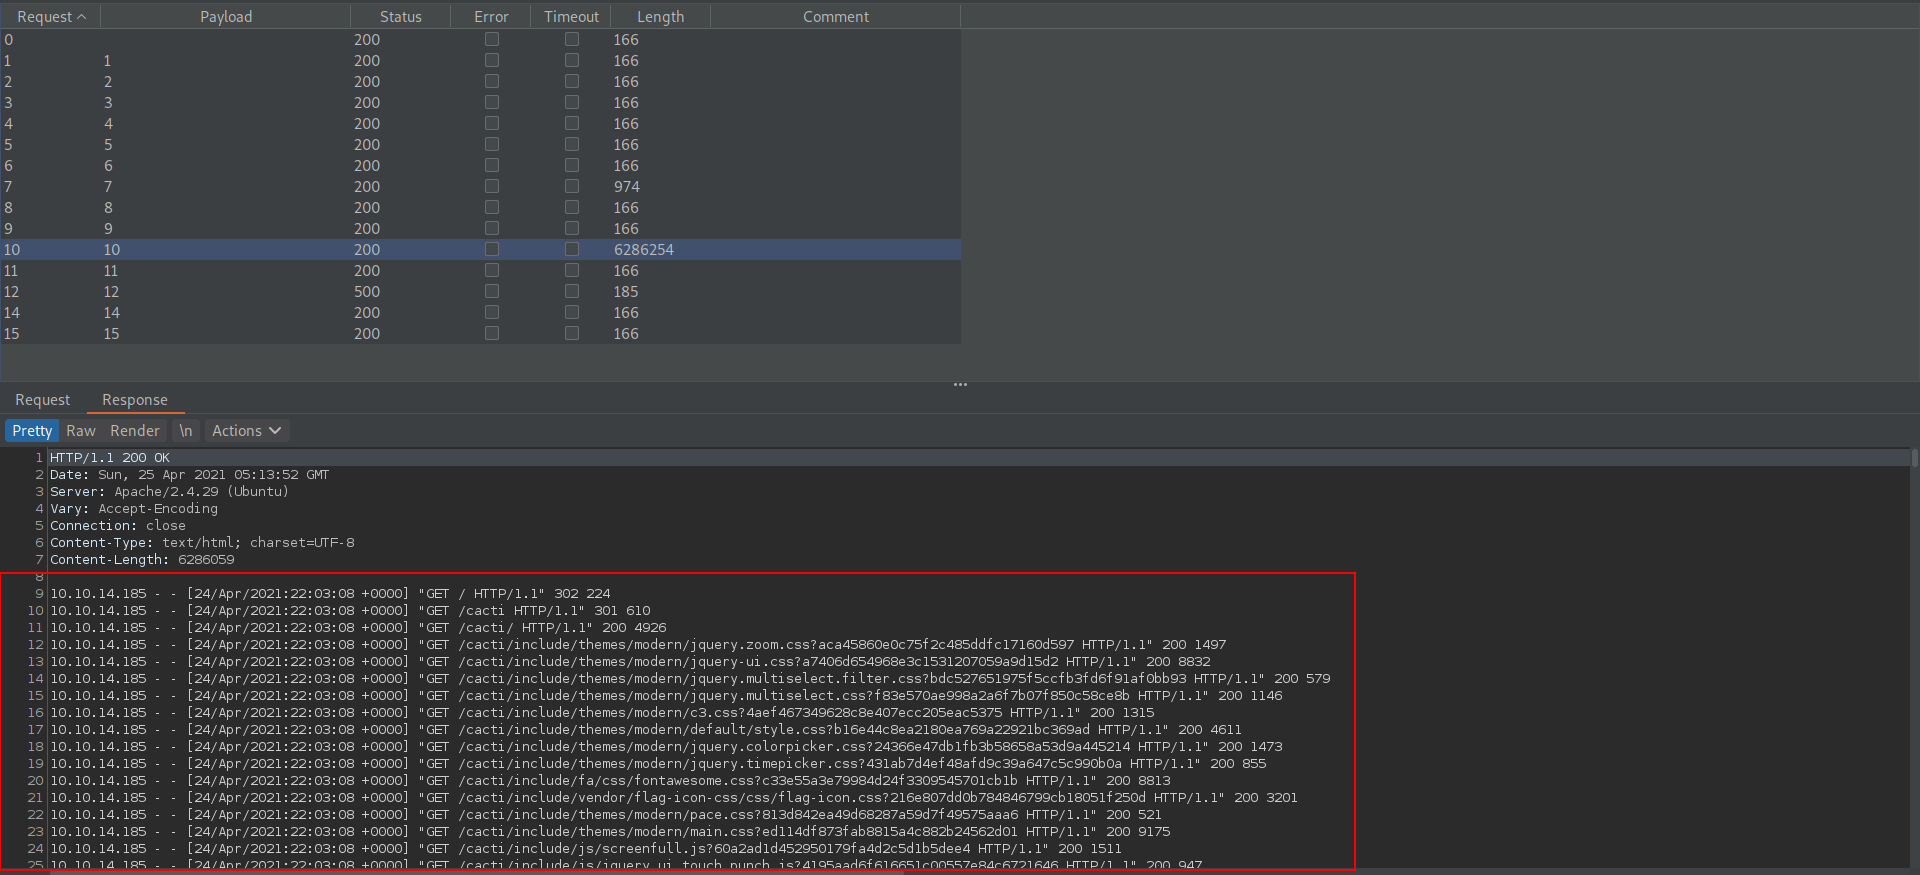 Request Payload Status Error Timeout Length Comment
0 200 166
1 1 200 166
2 2 200 166
3 3 200 166
4 4 200 166
5 5 200 166
6 6 200 166
7 7 200 974
8 8 200 166
9 9 200 166
10 10 200 6286254
11 11 200 166
12 12 500 185
14 14 200 166
15 15 200 166
Request Response
Pretty Raw Render \n Actions
1 HTTP/1.1 200 OK
2 Date: Sun, 25 Apr 2021 05:13:52 GMT
3 Server: Apache/2.4.29 (Ubuntu)
4 Vary: Accept-Encoding
5 Connection: close
6 Content-Type: text/html; charset=UTF-8
7 Content-Length: 6286059
8
9 10.10.14.185 - - [24/Apr/2021:22:03:08 +0000] "GET / HTTP/1.1" 302 224
10 10.10.14.185 - - [24/Apr/2021:22:03:08 +0000] "GET /cacti HTTP/1.1" 301 610
11 10.10.14.185 - - [24/Apr/2021:22:03:08 +0000] "GET /cacti/ HTTP/1.1" 200 4926
12 10.10.14.185 - - [24/Apr/2021:22:03:08 +0000] "GET /cacti/include/themes/modern/jquery.zoom.css?aca45860e0c75f2c485ddfc17160d597 HTTP/1.1" 200 1497
13 10.10.14.185 - - [24/Apr/2021:22:03:08 +0000] "GET /cacti/include/themes/modern/jquery-ui.css?a7406d654968e3c1531207059a9d15d2 HTTP/1.1" 200 8832
14 10.10.14.185 - - [24/Apr/2021:22:03:08 +0000] "GET /cacti/include/themes/modern/jquery.multiselect.filter.css?bdc527651975f5ccfb3fd6f91af0bb93 HTTP/1.1" 200 579
15 10.10.14.185 - - [24/Apr/2021:22:03:08 +0000] "GET /cacti/include/themes/modern/jquery.multiselect.css?f83e570ae998a2a6f7b07f850c58ce8b HTTP/1.1" 200 1146
16 10.10.14.185 - - [24/Apr/2021:22:03:08 +0000] "GET /cacti/include/themes/modern/c3.css?4aef467349628c8e407ecc205eac5375 HTTP/1.1" 200 1315
17 10.10.14.185 - - [24/Apr/2021:22:03:08 +0000] "GET /cacti/include/themes/modern/default/style.css?b16e44c8ea2180ea769a22921bc369ad HTTP/1.1" 200 4611
18 10.10.14.185 - - [24/Apr/2021:22:03:08 +0000] "GET /cacti/include/themes/modern/jquery.colorpicker.css?24366e47db1fb3b58658a53d9a445214 HTTP/1.1" 200 1473
19 10.10.14.185 - - [24/Apr/2021:22:03:08 +0000] "GET /cacti/include/themes/modern/jquery.timepicker.css?431ab7d4ef48afd9c39a647c5c990b0a HTTP/1.1" 200 855
20 10.10.14.185 - - [24/Apr/2021:22:03:08 +0000] "GET /cacti/include/fa/css/fontawesome.css?c33e55a3e79984d24f3309545701cb1b HTTP/1.1" 200 8813
21 10.10.14.185 - - [24/Apr/2021:22:03:08 +0000] "GET /cacti/include/vendor/flag-icon-css/css/flag-icon.css?216e807dd0b784846799cb18051f250d HTTP/1.1" 200 3201
22 10.10.14.185 - - [24/Apr/2021:22:03:08 +0000] "GET /cacti/include/themes/modern/pace.css?813d842ea49d68287a59d7f49575aaa6 HTTP/1.1" 200 521
23 10.10.14.185 - - [24/Apr/2021:22:03:08 +0000] "GET /cacti/include/themes/modern/main.css?ed114df873fab8815a4c882b24562d01 HTTP/1.1" 200 9175
24 10.10.14.185 - - [24/Apr/2021:22:03:08 +0000] "GET /cacti/include/js/screenfull.js?60a2ad1d452950179fa4d2c5d1b5dee4 HTTP/1.1" 200 1511
25 10.10.14.185 - - [24/Apr/2021:22:03:08 +0000] "GET /cacti/include/js/jquery.ui.touch.punch.js?4195aad6f616651c00557e84c6721646 HTTP/1.1" 200 947